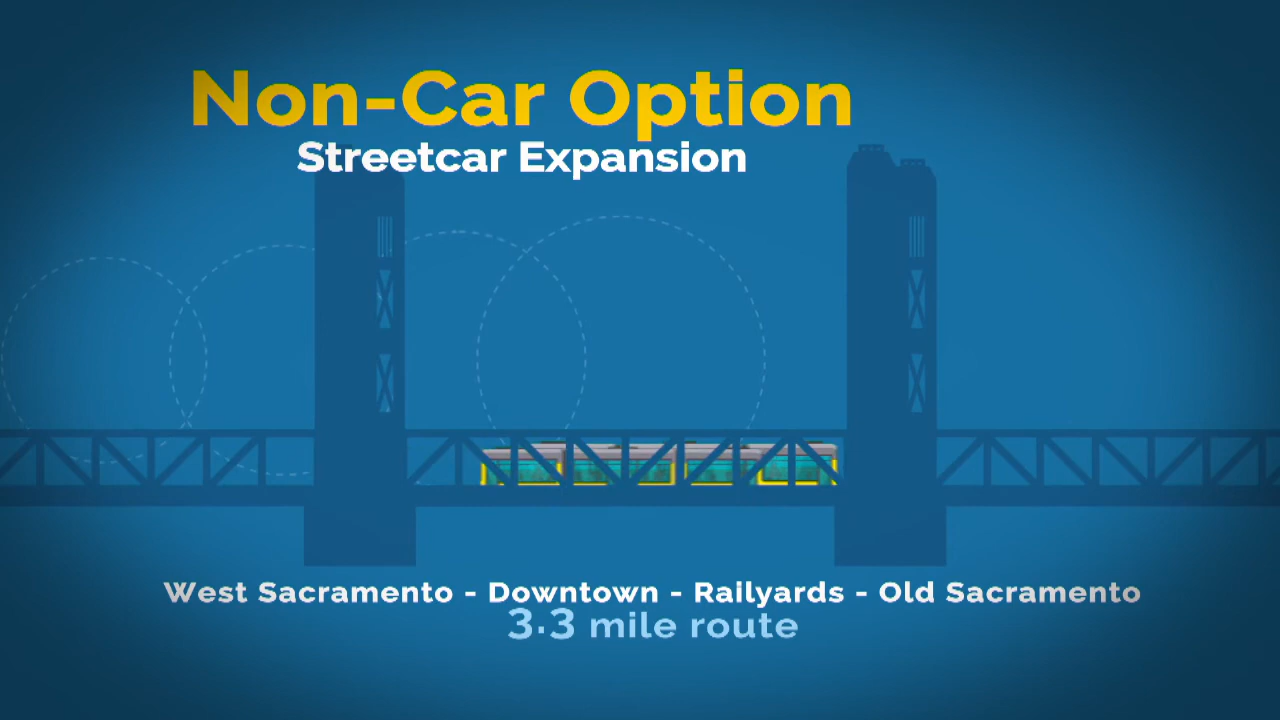 Non-Car Option
Streetcar Expansion
West Sacramento - Downtown - Railyards - Old Sacramento
3.3 mile route